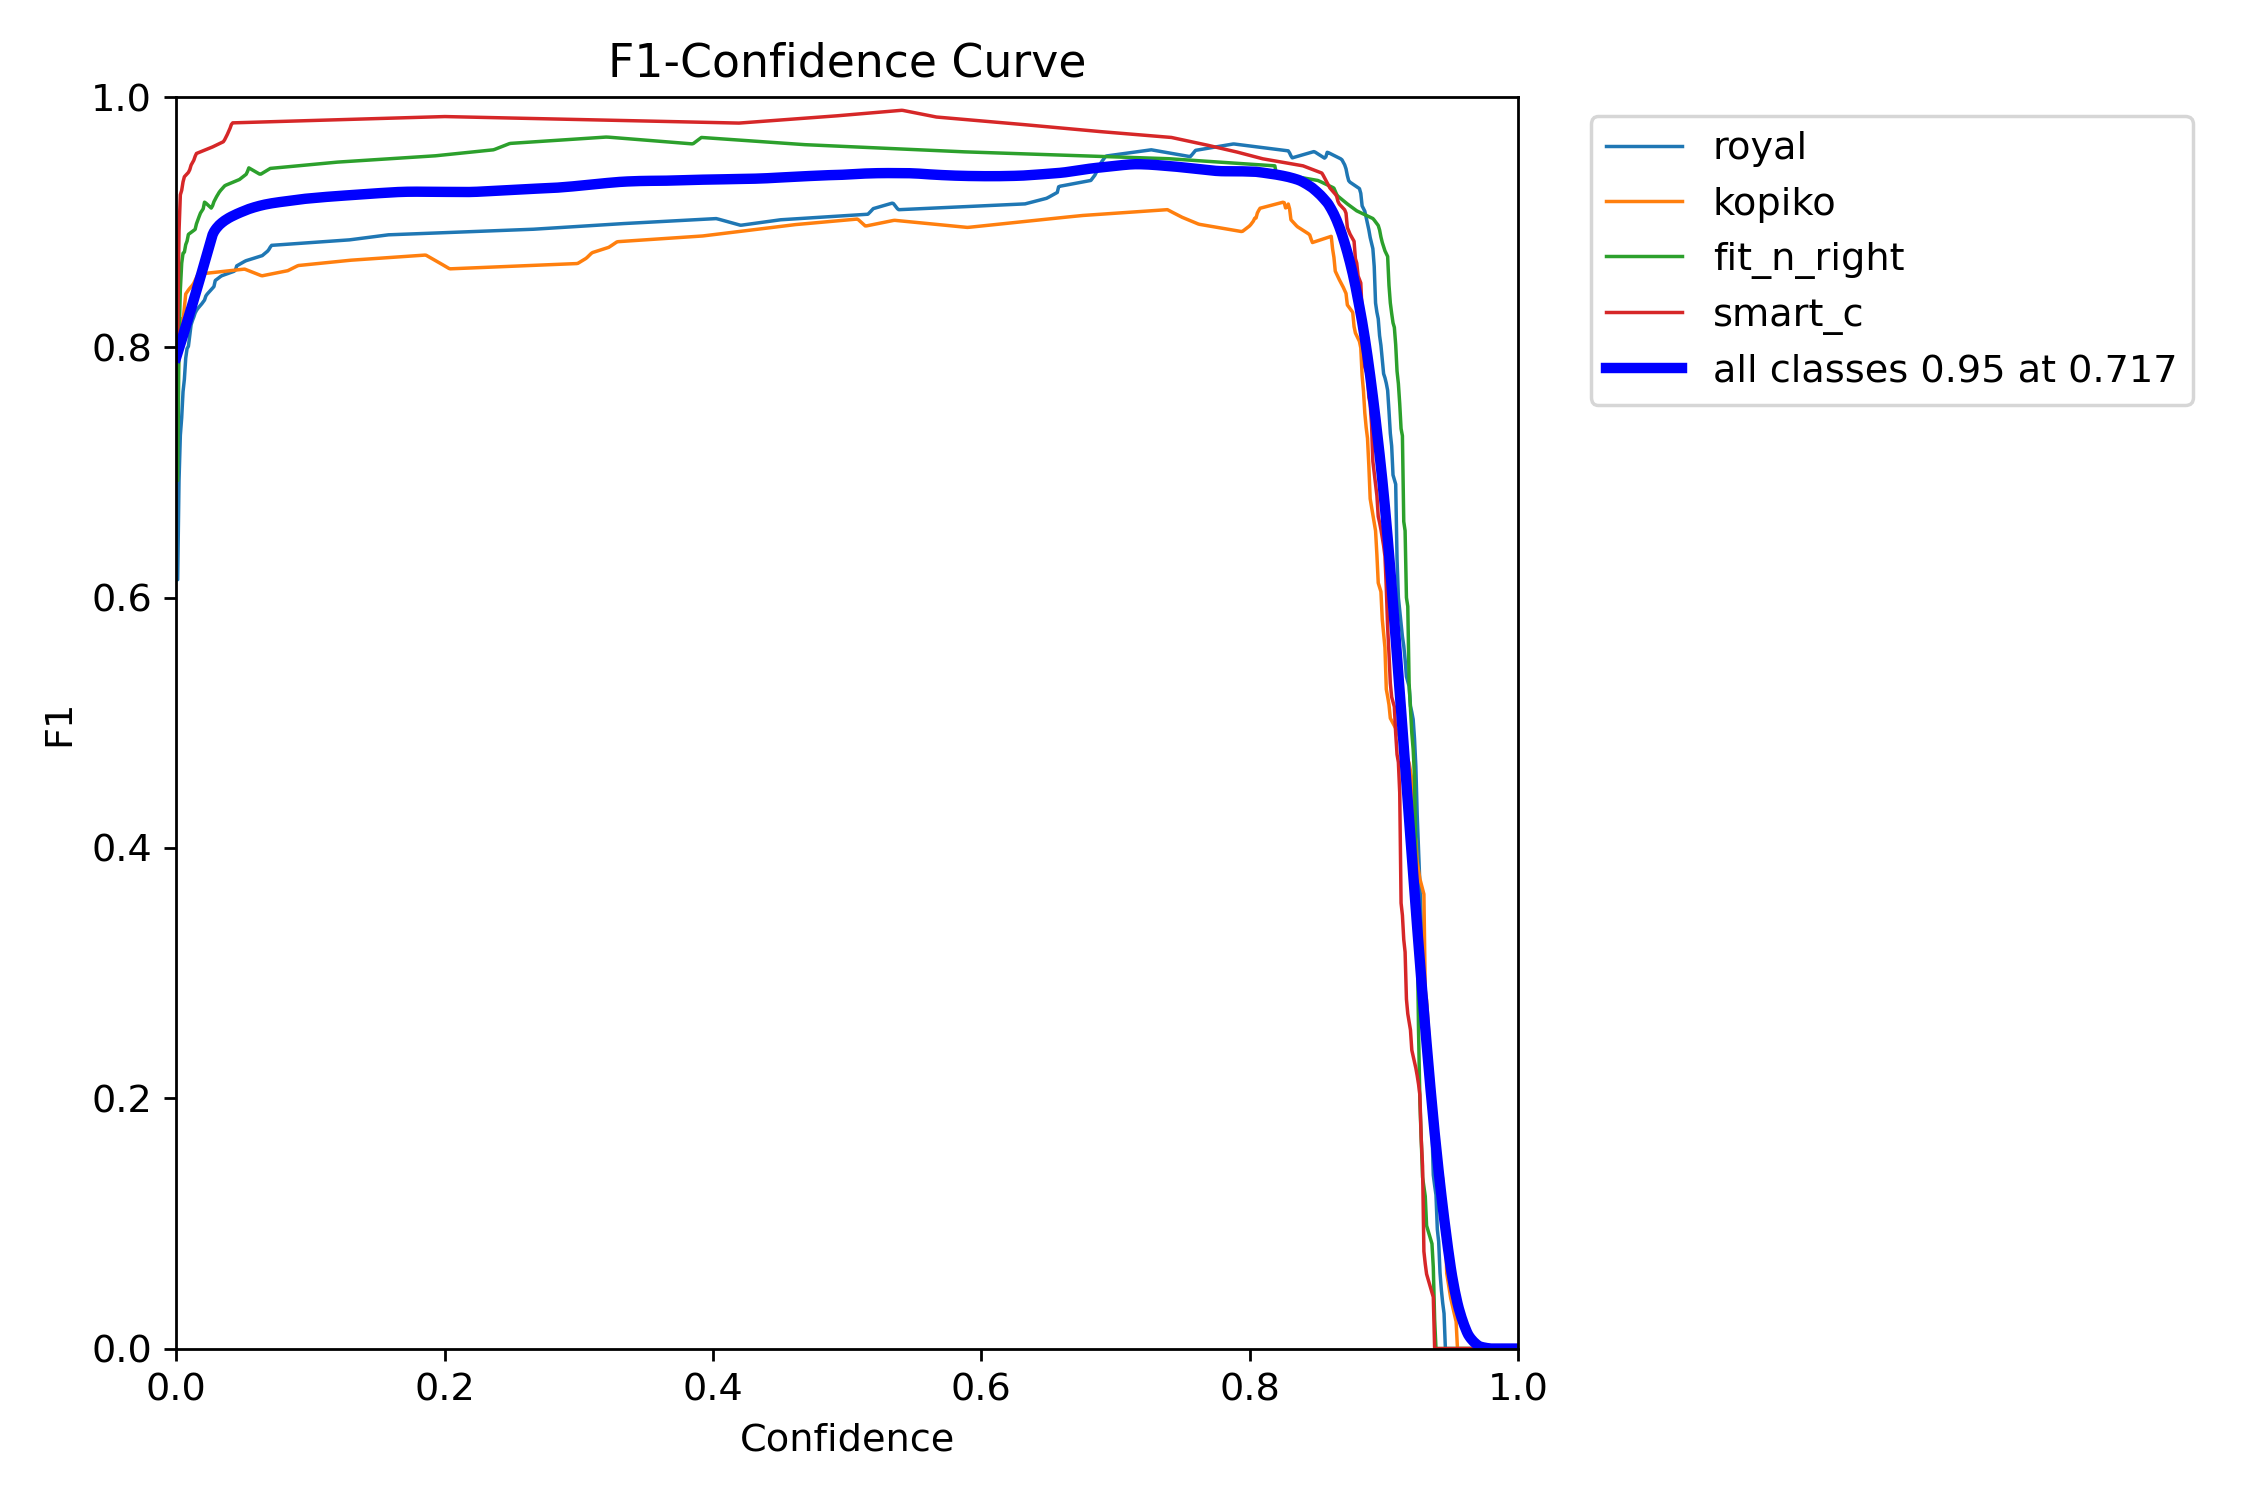 F1-Confidence Curve
1.0
0.8
0.6
0.4
0.2
0.0
F1
0.0 0.2 0.4 0.6 0.8 1.0
Confidence
royal
kopiko
fit_n_right
smart_c
all classes 0.95 at 0.717